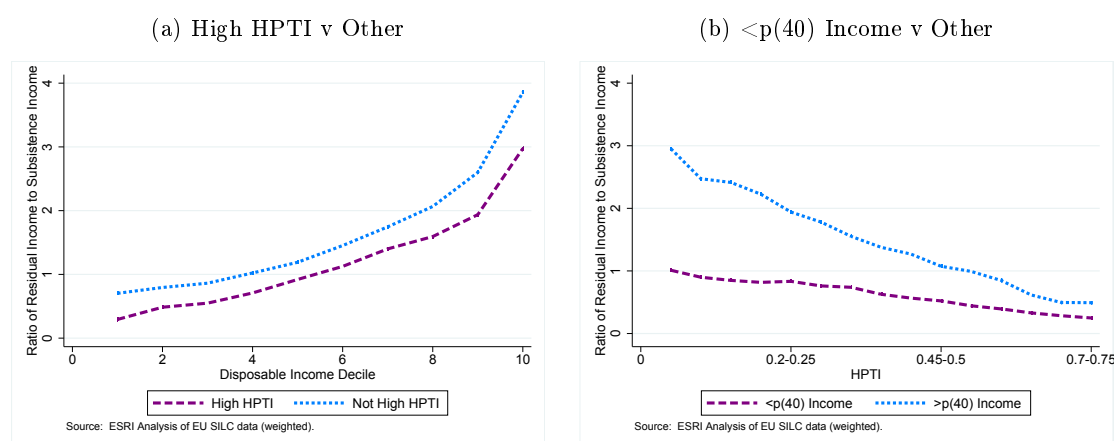 (a) High HPTI v Other
Ratio of Residual Income to Subsistence Income
4
3
2
1
0
0 2 4 6 8 10
Disposable Income Decile
High HPTI Not High HPTI
Source: ESRI Analysis of EU SILC data (weighted).
(b) <p(40) Income v Other
Ratio of Residual Income to Subsistence Income
4
3
2
1
0
0 0.2-0.25 0.45-0.5 0.7-0.75
HPTI
<p(40) Income >p(40) Income
Source: ESRI Analysis of EU SILC data (weighted).